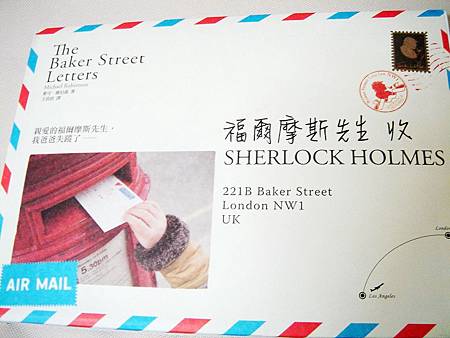 The
Baker Street
Letters
Michael Robertson
親愛的福爾摩斯先生，
我爸爸失蹤了——
福爾摩斯先生 收
SHERLOCK HOLMES
221B Baker Street
London NW1
UK
5.30pm
AIR MAIL
London
Los Angeles